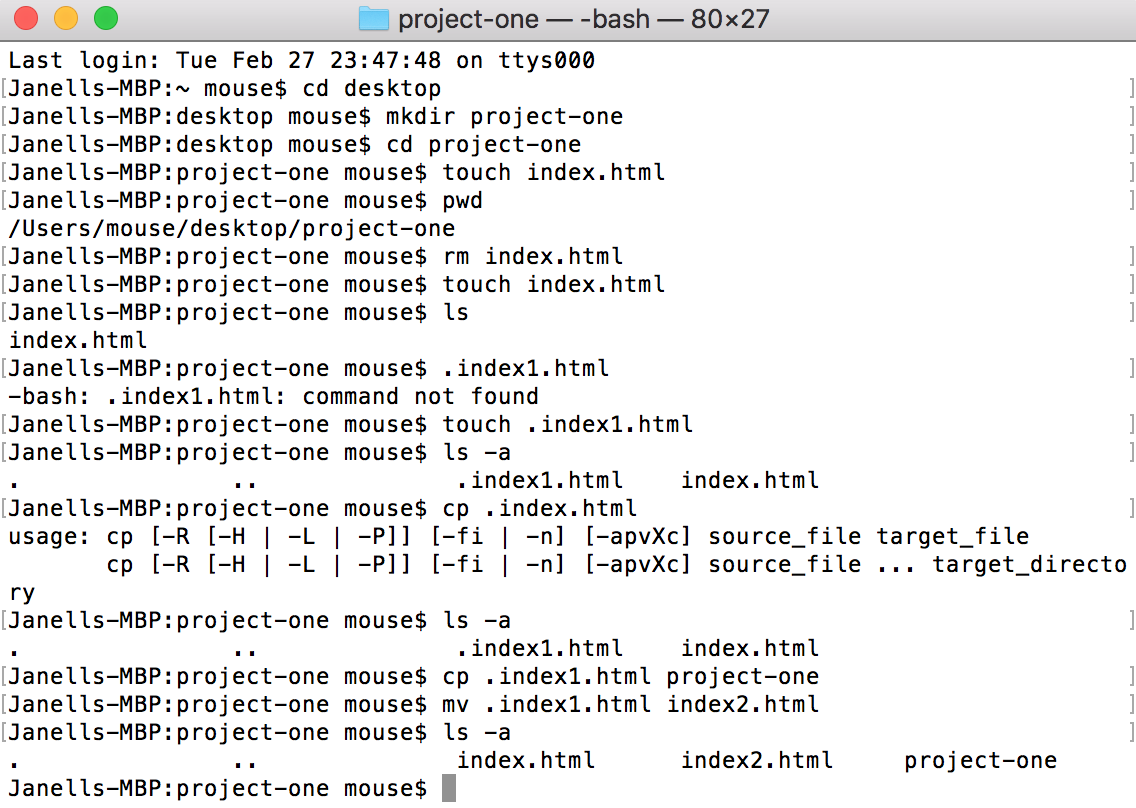 project-one — -bash — 80×27
Last login: Tue Feb 27 23:47:48 on ttys000
[Janells-MBP:~ mouse$ cd desktop ]
[Janells-MBP:desktop mouse$ mkdir project-one ]
[Janells-MBP:desktop mouse$ cd project-one ]
[Janells-MBP:project-one mouse$ touch index.html ]
[Janells-MBP:project-one mouse$ pwd ]
/Users/mouse/desktop/project-one
[Janells-MBP:project-one mouse$ rm index.html ]
[Janells-MBP:project-one mouse$ touch index.html ]
[Janells-MBP:project-one mouse$ ls ]
index.html
[Janells-MBP:project-one mouse$ .index1.html ]
-bash: .index1.html: command not found
[Janells-MBP:project-one mouse$ touch .index1.html ]
[Janells-MBP:project-one mouse$ ls -a ]
. .. .index1.html index.html
[Janells-MBP:project-one mouse$ cp .index.html ]
usage: cp [-R [-H | -L | -P]] [-fi | -n] [-apvXc] source_file target_file
cp [-R [-H | -L | -P]] [-fi | -n] [-apvXc] source_file ... target_directo
ry
[Janells-MBP:project-one mouse$ ls -a ]
. .. .index1.html index.html
[Janells-MBP:project-one mouse$ cp .index1.html project-one ]
[Janells-MBP:project-one mouse$ mv .index1.html index2.html ]
[Janells-MBP:project-one mouse$ ls -a ]
. .. index.html index2.html project-one
Janells-MBP:project-one mouse$